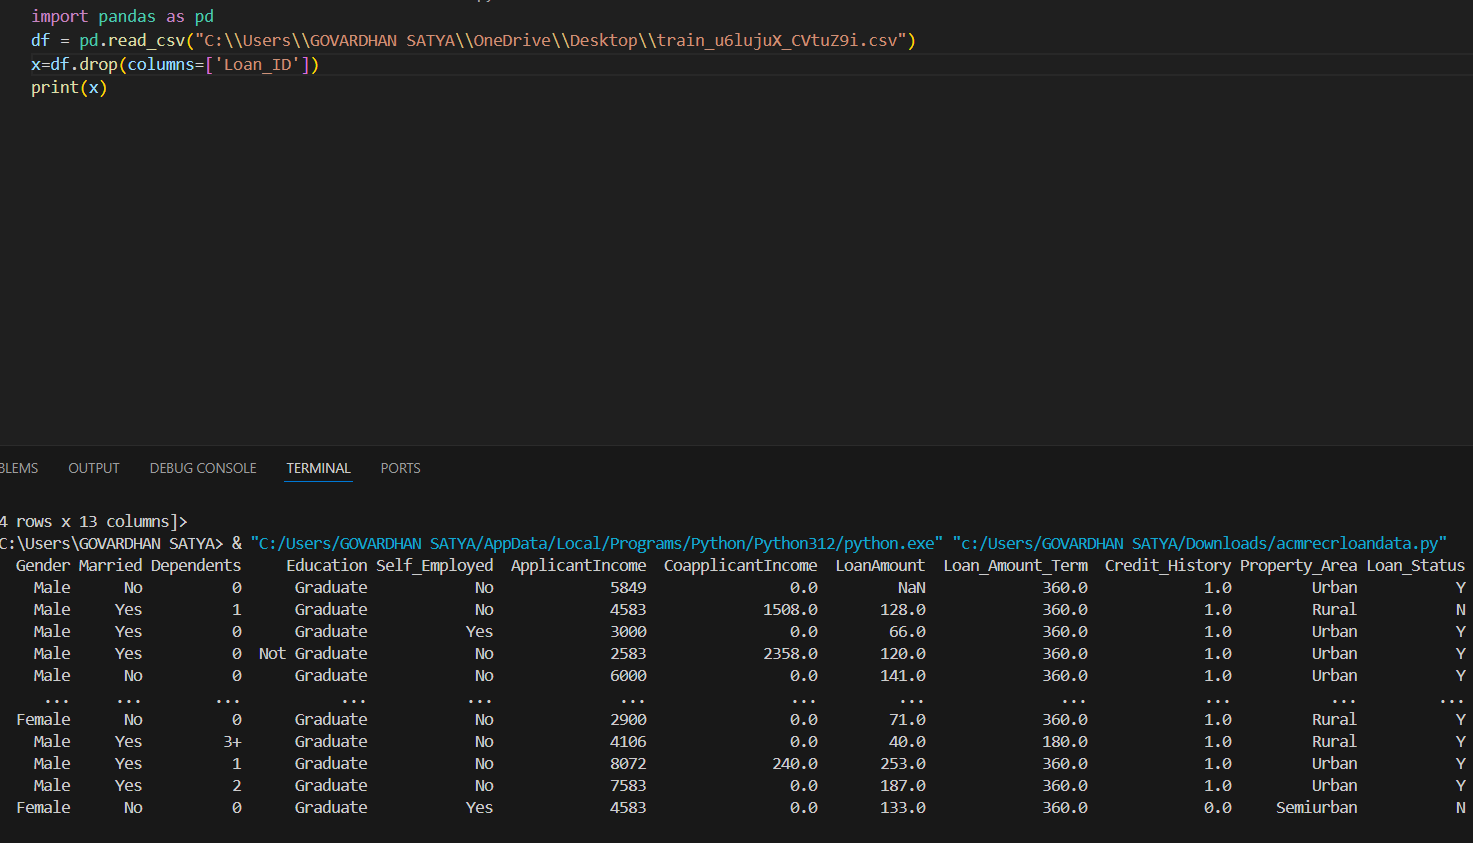 import pandas as pd
df = pd.read_csv("C:\\Users\\GOVARDHAN SATYA\\OneDrive\\Desktop\\train_u6lujuX_CVtuZ9i.csv")
x=df.drop(columns=['Loan_ID'])
print(x)
BLEMS OUTPUT DEBUG CONSOLE TERMINAL PORTS
4 rows x 13 columns]>
C:\Users\GOVARDHAN SATYA> & "C:/Users/GOVARDHAN SATYA/AppData/Local/Programs/Python/Python312/python.exe" "c:/Users/GOVARDHAN SATYA/Downloads/acmrecrloandata.py"
Gender Married Dependents Education Self_Employed ApplicantIncome CoapplicantIncome LoanAmount Loan_Amount_Term Credit_History Property_Area Loan_Status
Male No 0 Graduate No 5849 0.0 NaN 360.0 1.0 Urban Y
Male Yes 1 Graduate No 4583 1508.0 128.0 360.0 1.0 Rural N
Male Yes 0 Graduate Yes 3000 0.0 66.0 360.0 1.0 Urban Y
Male Yes 0 Not Graduate No 2583 2358.0 120.0 360.0 1.0 Urban Y
Male No 0 Graduate No 6000 0.0 141.0 360.0 1.0 Urban Y
... ... ... ... ... ... ... ... ... ... ... ...
Female No 0 Graduate No 2900 0.0 71.0 360.0 1.0 Rural Y
Male Yes 3+ Graduate No 4106 0.0 40.0 180.0 1.0 Rural Y
Male Yes 1 Graduate No 8072 240.0 253.0 360.0 1.0 Urban Y
Male Yes 2 Graduate No 7583 0.0 187.0 360.0 1.0 Urban Y
Female No 0 Graduate Yes 4583 0.0 133.0 360.0 0.0 Semiurban N